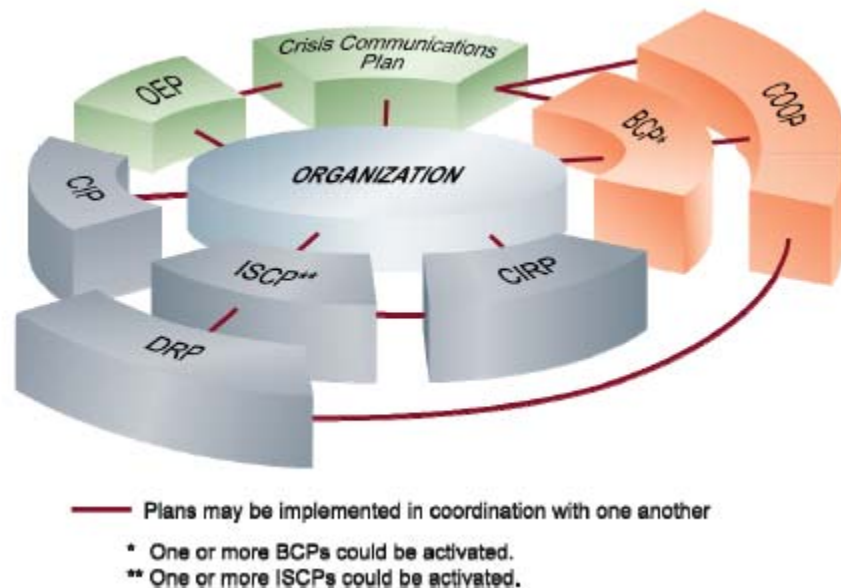 Crisis Communications
Plan
OEP
COOP
BCP*
CIP
ORGANIZATION
ISCP**
CIRP
DRP
Plans may be implemented in coordination with one another
* One or more BCPs could be activated.
** One or more ISCPs could be activated.